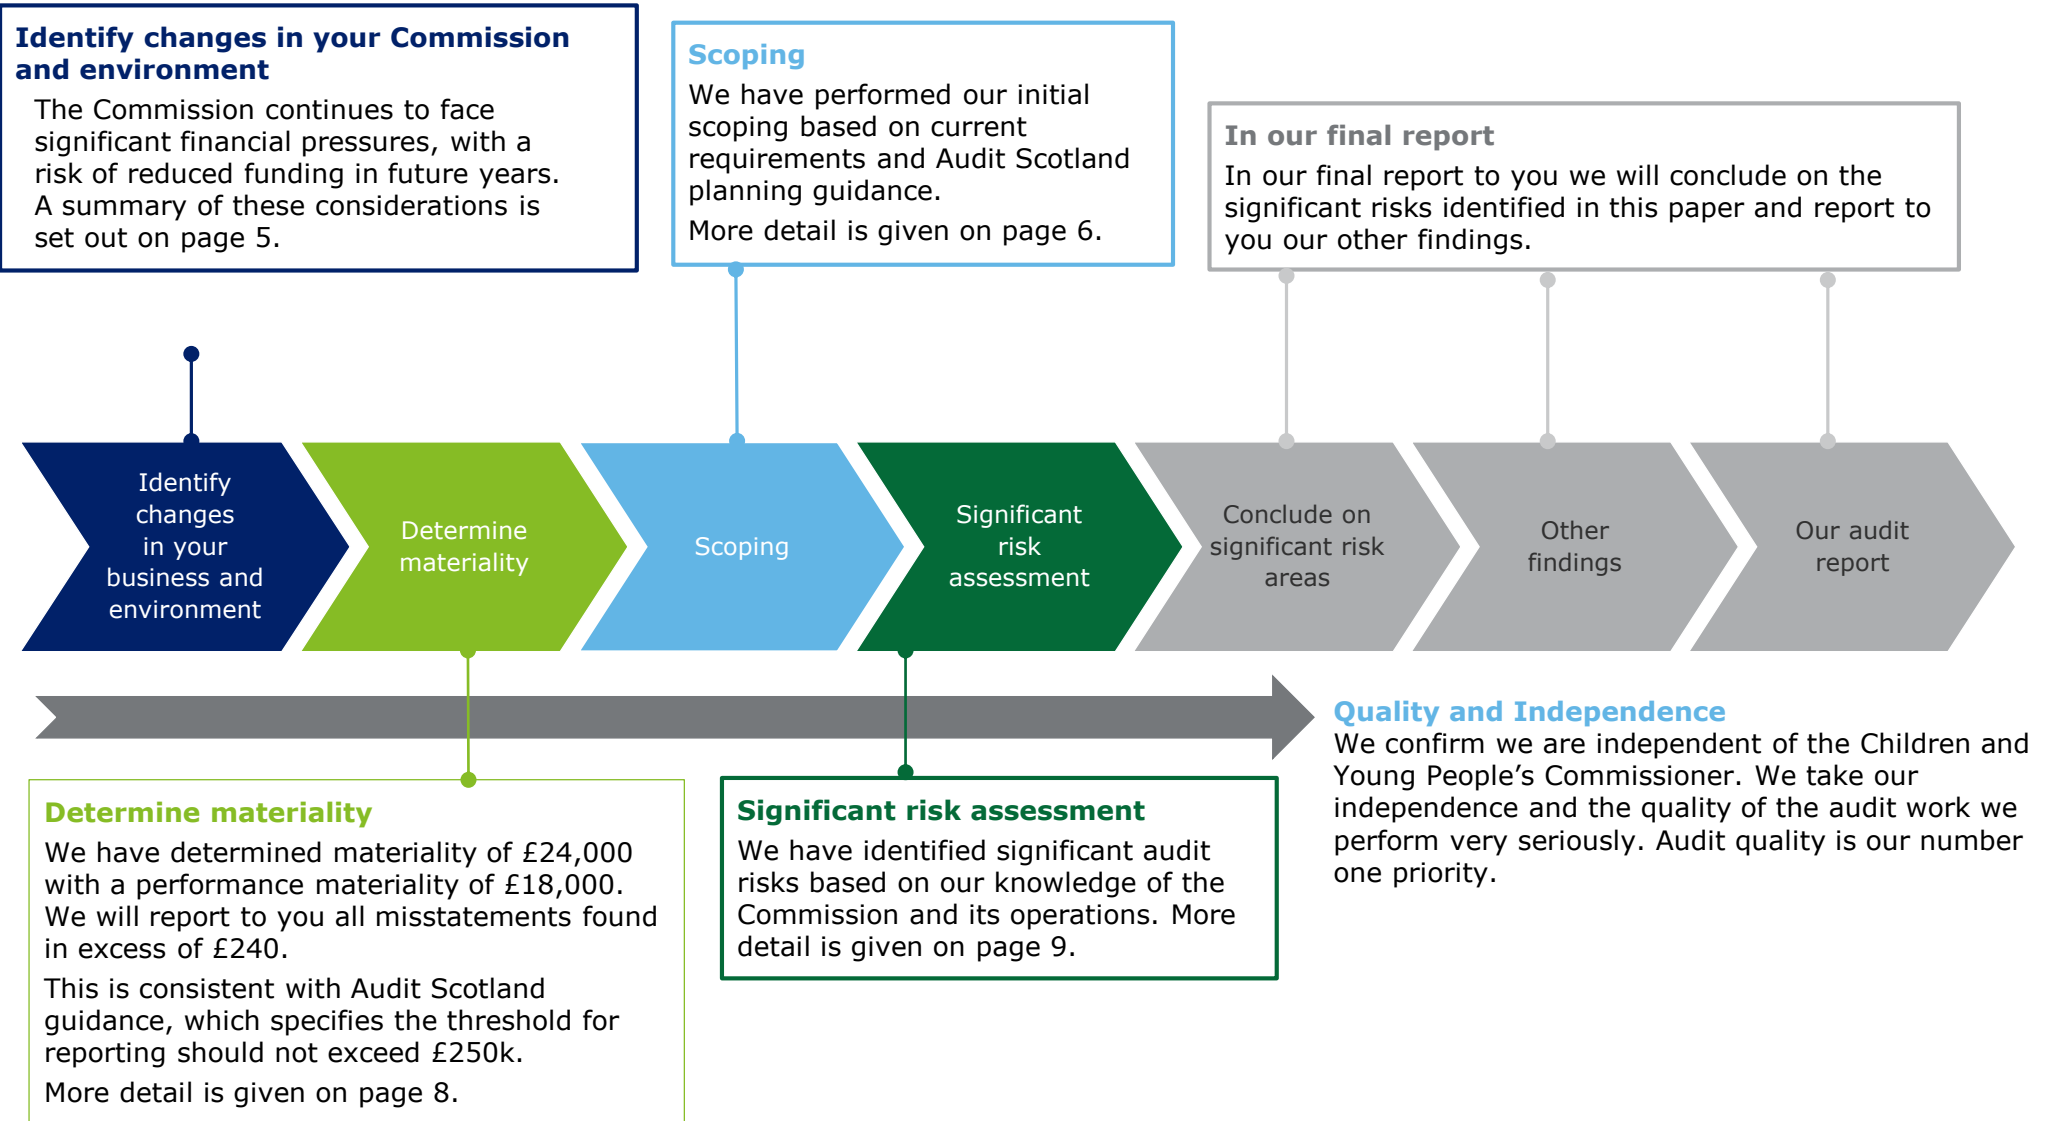 Identify changes in your Commission
and environment
The Commission continues to face
significant financial pressures, with a
risk of reduced funding in future years.
A summary of these considerations is
set out on page 5.
Scoping
We have performed our initial
scoping based on current
requirements and Audit Scotland
planning guidance.
More detail is given on page 6.
In our final report
In our final report to you we will conclude on the
significant risks identified in this paper and report to
you our other findings.
Identify
changes
in your
business and
environment
Determine
materiality
Scoping
Significant
risk
assessment
Conclude on
significant risk
areas
Other
findings
Our audit
report
Determine materiality
We have determined materiality of £24,000
with a performance materiality of £18,000.
We will report to you all misstatements found
in excess of £240.
This is consistent with Audit Scotland
guidance, which specifies the threshold for
reporting should not exceed £250k.
More detail is given on page 8.
Significant risk assessment
We have identified significant audit
risks based on our knowledge of the
Commission and its operations. More
detail is given on page 9.
Quality and Independence
We confirm we are independent of the Children and
Young People’s Commissioner. We take our
independence and the quality of the audit work we
perform very seriously. Audit quality is our number
one priority.